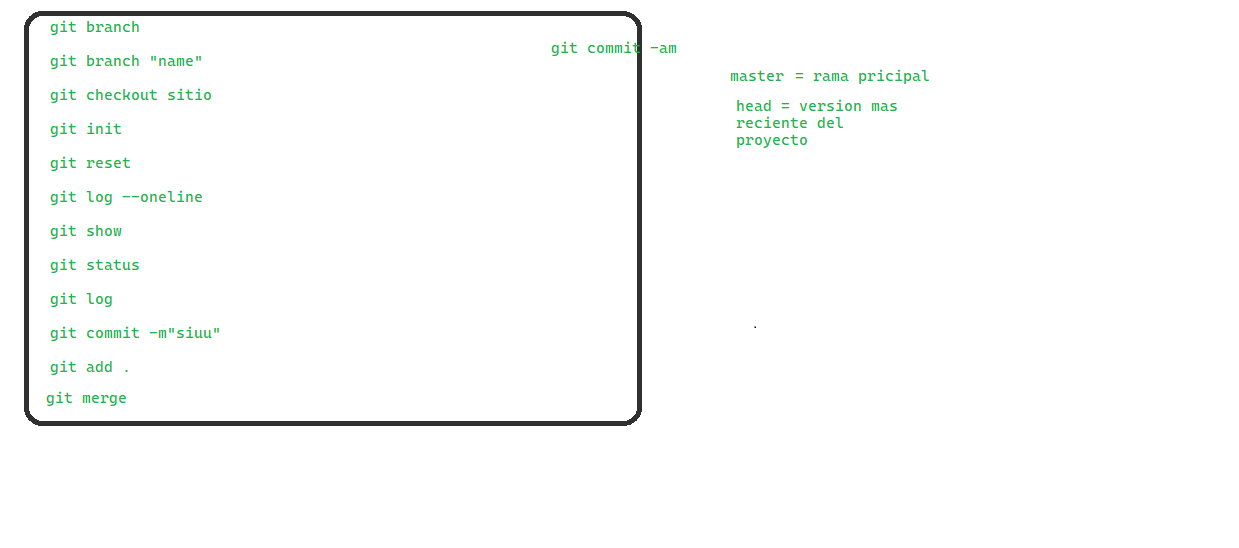 git branch
git branch "name"
git checkout sitio
git init
git reset
git log --oneline
git show
git status
git log
git commit -m"siuu"
git add .
git merge
git commit -am
master = rama pricipal
head = version mas
reciente del
proyecto